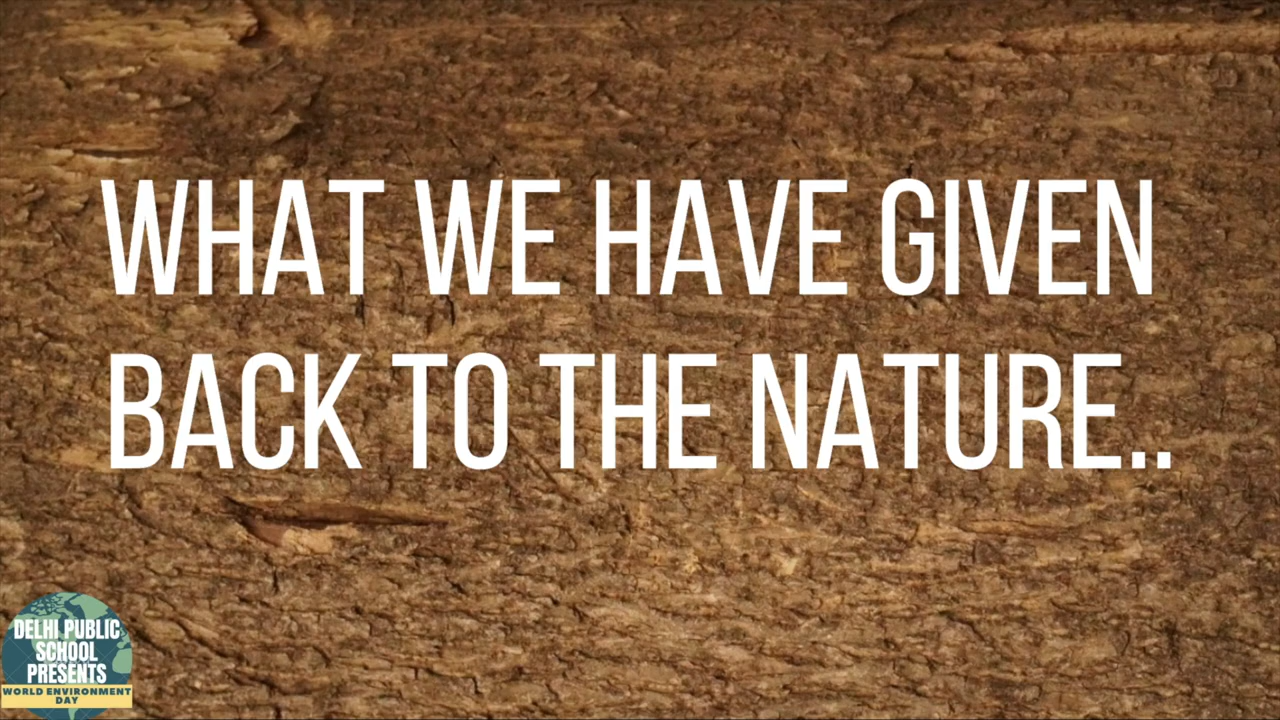 WHAT WE HAVE GIVEN
BACK TO THE NATURE..
DELHI PUBLIC
SCHOOL
PRESENTS
WORLD ENVIRONMENT
DAY